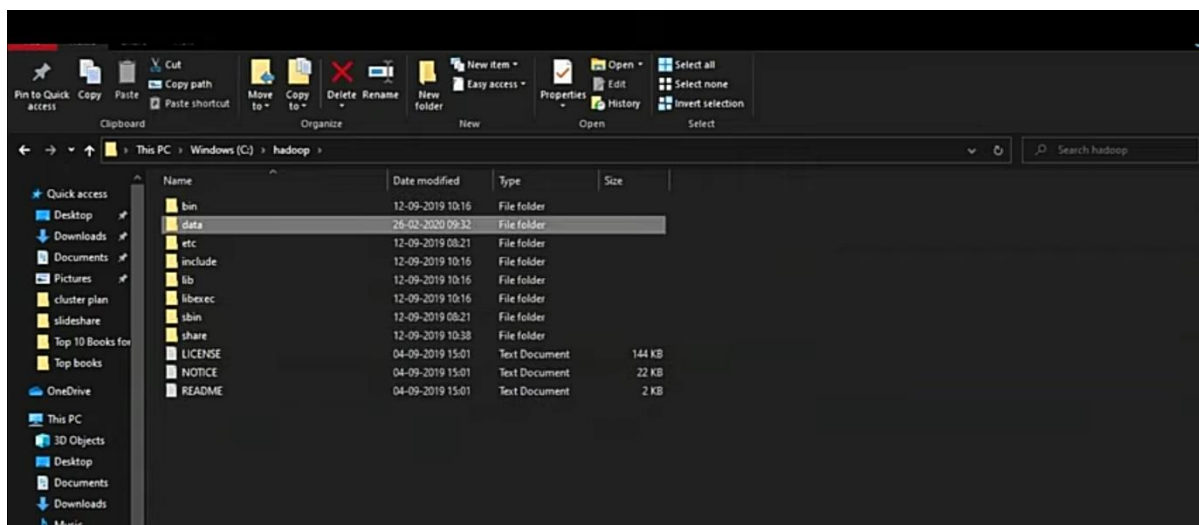 Cut
Copy path
Paste shortcut
Pin to Quick access
Copy
Paste
Clipboard
Move to
Copy to
Delete
Rename
Organize
New folder
New item
Easy access
New
Properties
Open
Edit
History
Open
Select all
Select none
Invert selection
Select
This PC › Windows (C:) › hadoop ›
Search hadoop
Quick access
Desktop
Downloads
Documents
Pictures
cluster plan
slideshare
Top 10 Books for
Top books
OneDrive
This PC
3D Objects
Desktop
Documents
Downloads
Music
Name Date modified Type Size
bin 12-09-2019 10:16 File folder
data 26-02-2020 09:32 File folder
etc 12-09-2019 08:21 File folder
include 12-09-2019 10:16 File folder
lib 12-09-2019 10:16 File folder
libexec 12-09-2019 10:16 File folder
sbin 12-09-2019 08:21 File folder
share 12-09-2019 10:38 File folder
LICENSE 04-09-2019 15:01 Text Document 144 KB
NOTICE 04-09-2019 15:01 Text Document 22 KB
README 04-09-2019 15:01 Text Document 2 KB